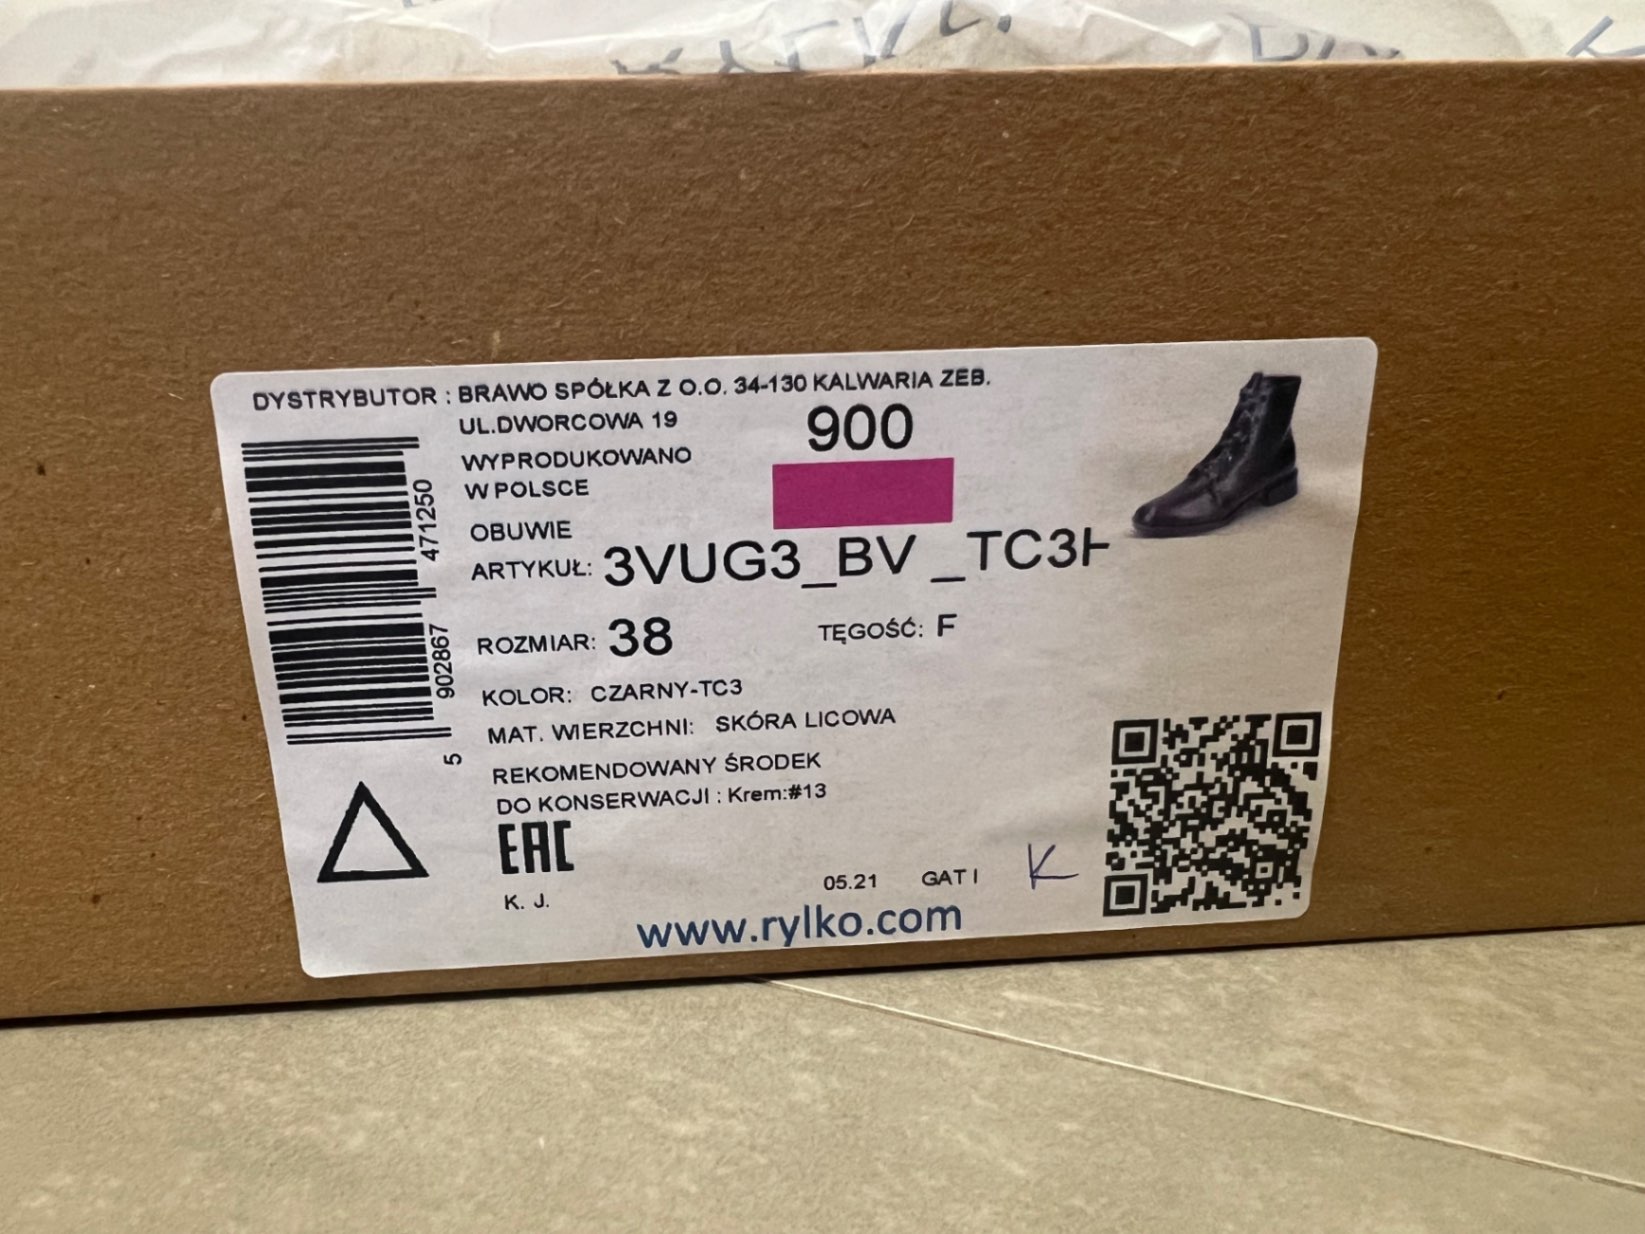 DYSTRYBUTOR : BRAWO SPÓŁKA Z O.O. 34-130 KALWARIA ZEB.
UL.DWORCOWA 19
900
WYPRODUKOWANO
W POLSCE
OBUWIE
ARTYKUŁ: 3VUG3_BV _TC3H
ROZMIAR: 38 TĘGOŚĆ: F
KOLOR: CZARNY-TC3
MAT. WIERZCHNI: SKÓRA LICOWA
REKOMENDOWANY ŚRODEK
DO KONSERWACJI : Krem:#13
EAC
K. J.
05.21 GAT I K
www.rylko.com
5 902867 471250